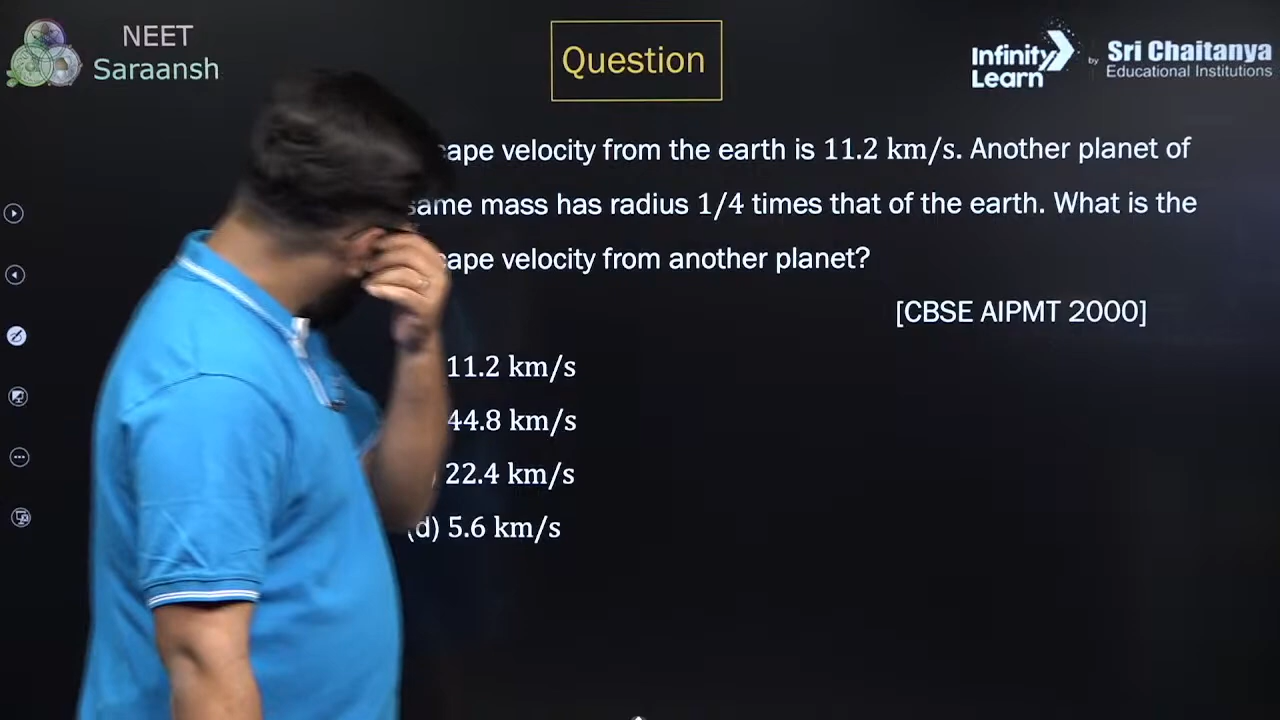 NEET
Saraansh
Question
Infinity
Learn
by
Sri Chaitanya
Educational Institutions
velocity from the earth is 11.2 km/s. Another planet of
same mass has radius 1/4 times that of the earth. What is the
velocity from another planet?
[CBSE AIPMT 2000]
11.2 km/s
44.8 km/s
22.4 km/s
(d) 5.6 km/s